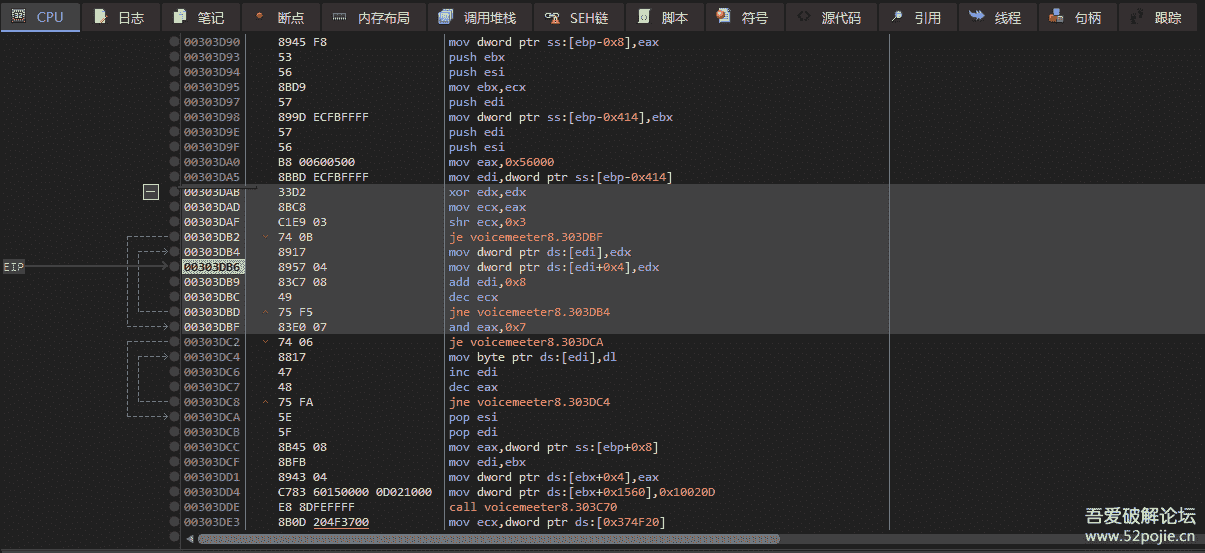 CPU 日志 笔记 断点 内存布局 调用堆栈 SEH链 脚本 符号 源代码 引用 线程 句柄 跟踪
00303D90 8945 F8 mov dword ptr ss:[ebp-0x8],eax
00303D93 53 push ebx
00303D94 56 push esi
00303D95 8BD9 mov ebx,ecx
00303D97 57 push edi
00303D98 899D ECFBFFFF mov dword ptr ss:[ebp-0x414],ebx
00303D9E 57 push edi
00303D9F 56 push esi
00303DA0 B8 00600500 mov eax,0x56000
00303DA5 8BBD ECFBFFFF mov edi,dword ptr ss:[ebp-0x414]
00303DAB 33D2 xor edx,edx
00303DAD 8BC8 mov ecx,eax
00303DAF C1E9 03 shr ecx,0x3
00303DB2 74 0B je voicemeeter8.303DBF
00303DB4 8917 mov dword ptr ds:[edi],edx
EIP 00303DB6 8957 04 mov dword ptr ds:[edi+0x4],edx
00303DB9 83C7 08 add edi,0x8
00303DBC 49 dec ecx
00303DBD 75 F5 jne voicemeeter8.303DB4
00303DBF 83E0 07 and eax,0x7
00303DC2 74 06 je voicemeeter8.303DCA
00303DC4 8817 mov byte ptr ds:[edi],dl
00303DC6 47 inc edi
00303DC7 48 dec eax
00303DC8 75 FA jne voicemeeter8.303DC4
00303DCA 5E pop esi
00303DCB 5F pop edi
00303DCC 8B45 08 mov eax,dword ptr ss:[ebp+0x8]
00303DCF 8BFB mov edi,ebx
00303DD1 8943 04 mov dword ptr ds:[ebx+0x4],eax
00303DD4 C783 60150000 0D021000 mov dword ptr ds:[ebx+0x1560],0x10020D
00303DDE E8 8DFEFFFF call voicemeeter8.303C70
00303DE3 8B0D 204F3700 mov ecx,dword ptr ds:[0x374F20]
吾爱破解论坛
www.52pojie.cn